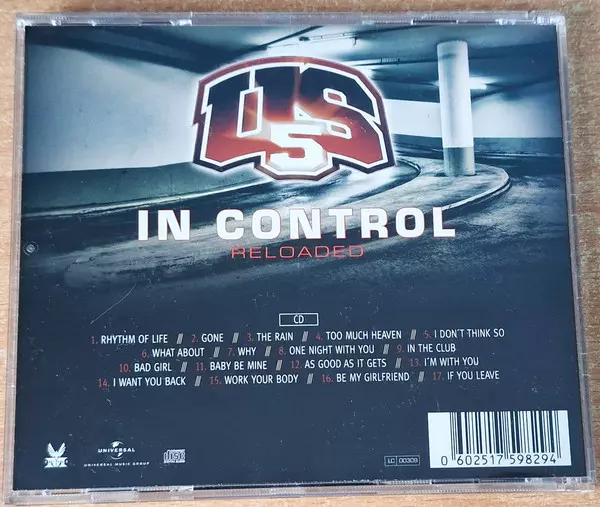 US
5
IN CONTROL
RELOADED
CD
1. RHYTHM OF LIFE // 2. GONE // 3. THE RAIN // 4. TOO MUCH HEAVEN // 5. I DON'T THINK SO
6. WHAT ABOUT // 7. WHY // 8. ONE NIGHT WITH YOU // 9. IN THE CLUB
10. BAD GIRL // 11. BABY BE MINE // 12. AS GOOD AS IT GETS // 13. I´M WITH YOU
14. I WANT YOU BACK // 15. WORK YOUR BODY // 16. BE MY GIRLFRIEND // 17. IF YOU LEAVE
UNIVERSAL
UNIVERSAL MUSIC GROUP
LC 00309
0 602517 598294